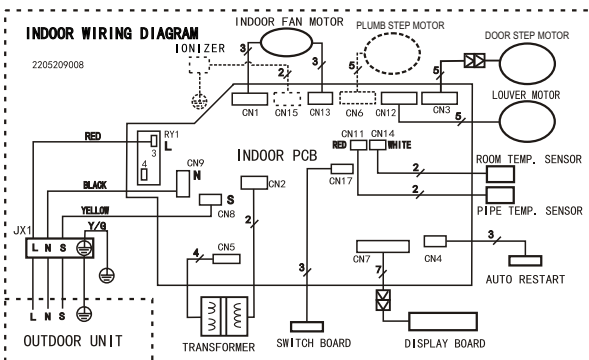 INDOOR WIRING DIAGRAM
2205209008
INDOOR FAN MOTOR
IONIZER
PLUMB STEP MOTOR
DOOR STEP MOTOR
LOUVER MOTOR
3
3
2
5
5
5
CN1
CN15
CN13
CN6
CN12
CN3
RY1
L
3
4
RED
CN9
N
BLACK
S
CN8
YELLOW
Y/G
INDOOR PCB
CN2
2
CN11
CN14
RED
WHITE
CN17
2
2
ROOM TEMP. SENSOR
PIPE TEMP. SENSOR
JX1
L N S
CN5
4
3
CN7
7
CN4
3
AUTO RESTART
L N S
OUTDOOR UNIT
TRANSFORMER
SWITCH BOARD
DISPLAY BOARD